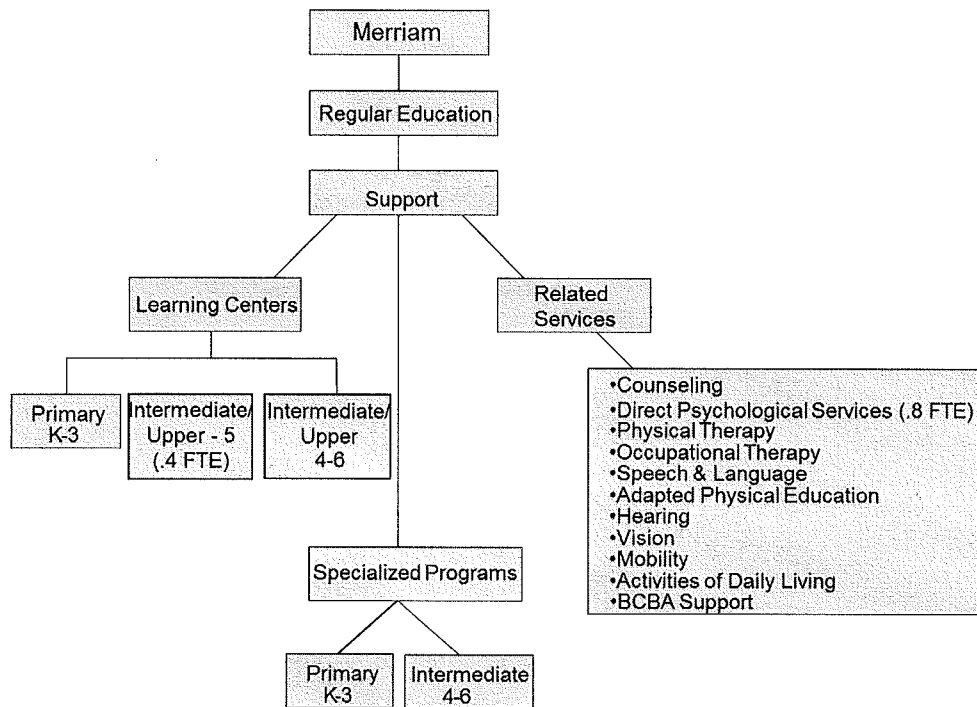 Merriam
Regular Education
Support
Learning Centers
Related
Services
Primary
K-3
Intermediate/
Upper - 5
(.4 FTE)
Intermediate/
Upper
4-6
•Counseling
•Direct Psychological Services (.8 FTE)
•Physical Therapy
•Occupational Therapy
•Speech & Language
•Adapted Physical Education
•Hearing
•Vision
•Mobility
•Activities of Daily Living
•BCBA Support
Specialized Programs
Primary
K-3
Intermediate
4-6